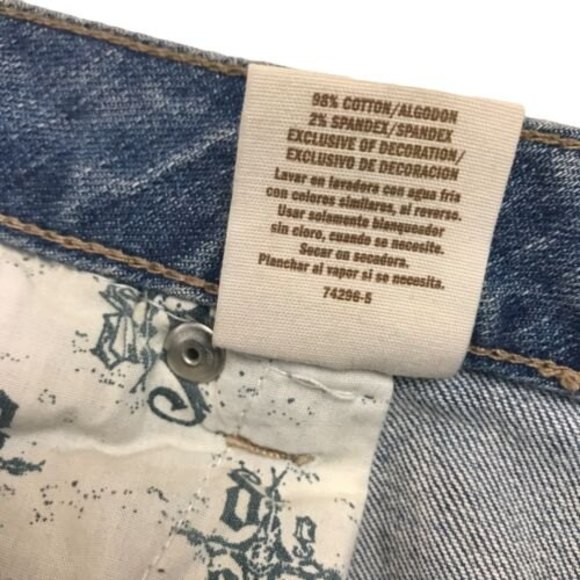 98% COTTON/ALGODON
2% SPANDEX/SPANDEX
EXCLUSIVE OF DECORATION/
EXCLUSIVO DE DECORACION
Lavar en lavadora con agua fria
con colores similares, al reverso.
Usar solamente blanqueador
sin cloro, cuando se necesite.
Secar on secadora.
Planchar al vapor si se necesite.
74296-5